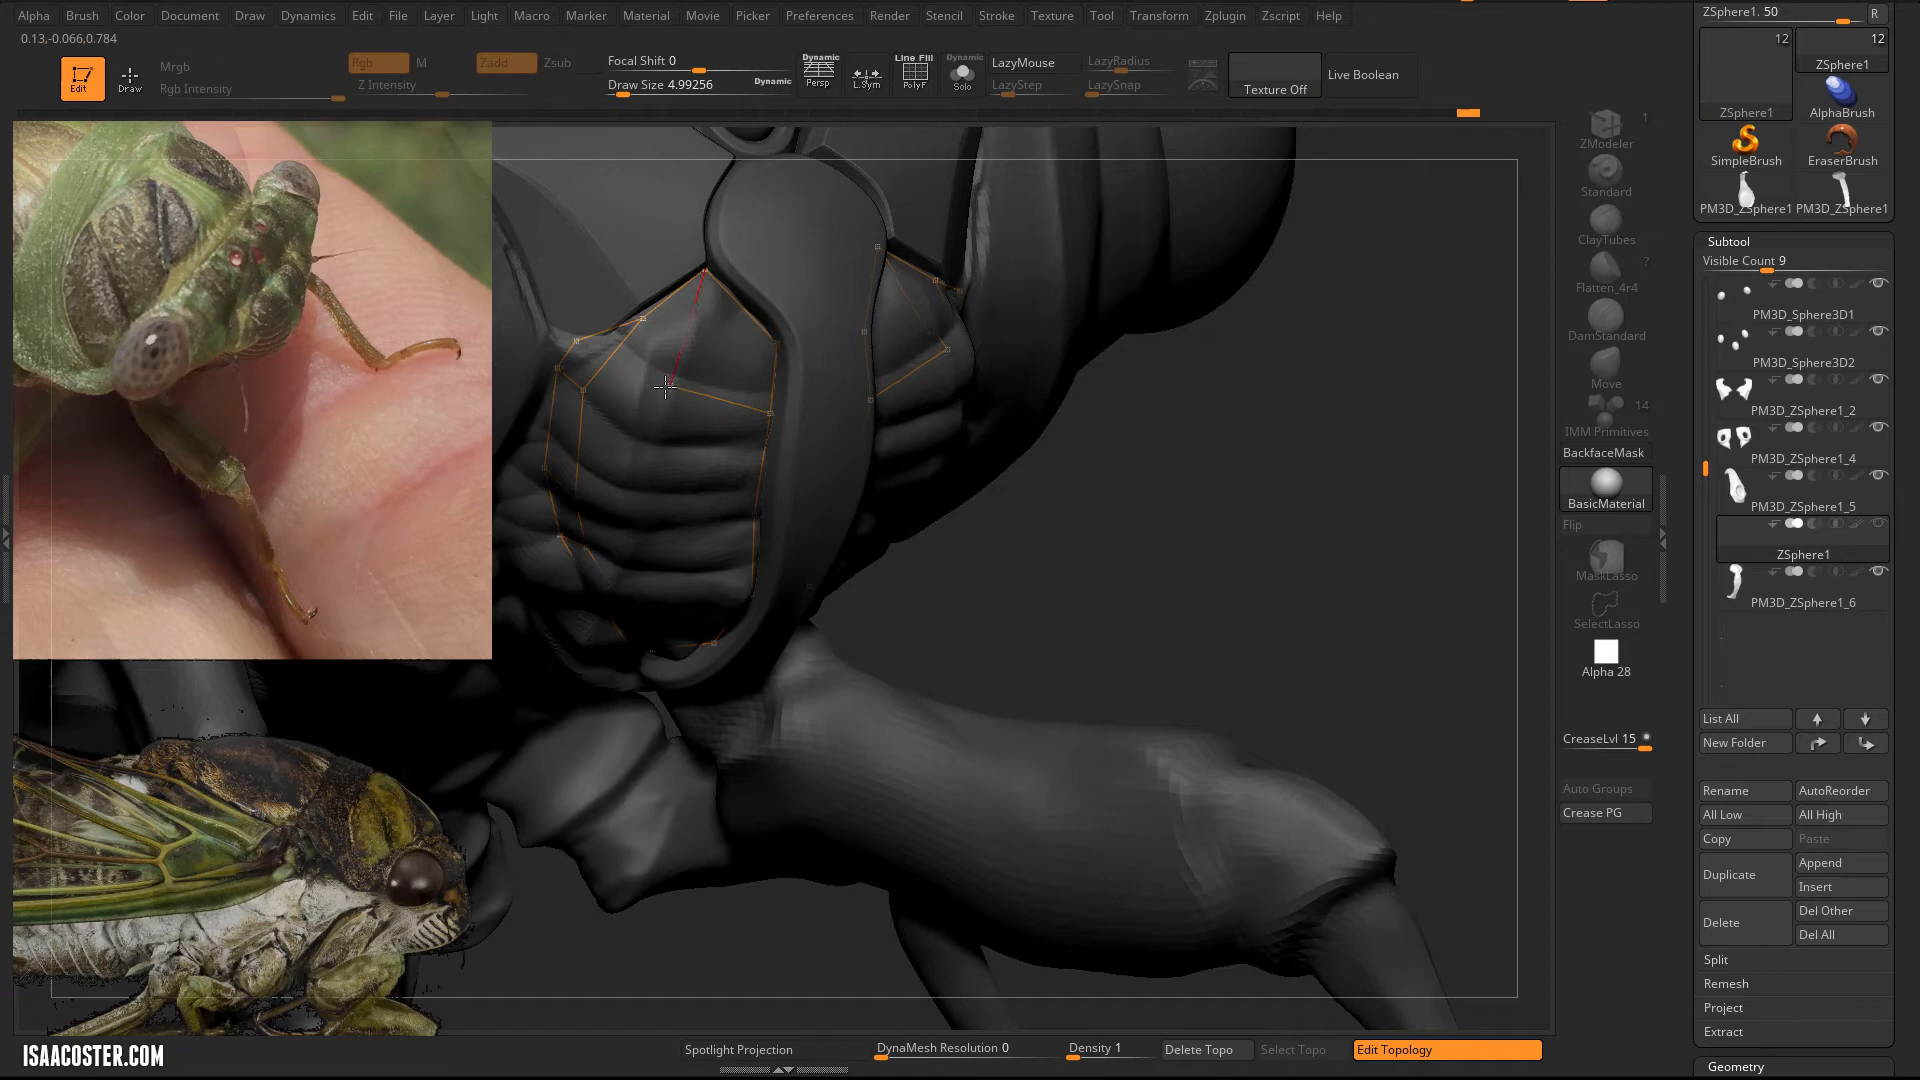 Alpha Brush Color Document Draw Dynamics Edit File Layer Light Macro Marker Material Movie Picker Preferences Render Stencil Stroke Texture Tool Transform Zplugin Zscript Help
0.13,-0.066,0.784
Edit
Draw
Mrgb
Rgb Intensity
Rgb
M
Zadd
Zsub
Z Intensity
Focal Shift 0
Draw Size 4.99256
Dynamic
Dynamic
Persp
L.Sym
Line Fill
PolyF
Dynamic
Solo
LazyMouse
LazyStep
LazyRadius
LazySnap
Texture Off
Live Boolean
ZSphere1. 50
R
12
ZSphere1
12
ZSphere1
AlphaBrush
SimpleBrush
EraserBrush
PM3D_ZSphere1
PM3D_ZSphere1
1
ZModeler
Standard
ClayTubes
?
Flatten_4r4
DamStandard
Move
14
IMM Primitives
BackfaceMask
BasicMaterial
Flip
MaskLasso
SelectLasso
Alpha 28
CreaseLvl 15
Auto Groups
Crease PG
Subtool
Visible Count 9
PM3D_Sphere3D1
PM3D_Sphere3D2
PM3D_ZSphere1_2
PM3D_ZSphere1_4
PM3D_ZSphere1_5
ZSphere1
PM3D_ZSphere1_6
List All
New Folder
Rename
AutoReorder
All Low
All High
Copy
Paste
Duplicate
Append
Insert
Delete
Del Other
Del All
Split
Remesh
Project
Extract
Geometry
ISAACOSTER.COM
Spotlight Projection
DynaMesh Resolution 0
Density 1
Delete Topo
Select Topo
Edit Topology